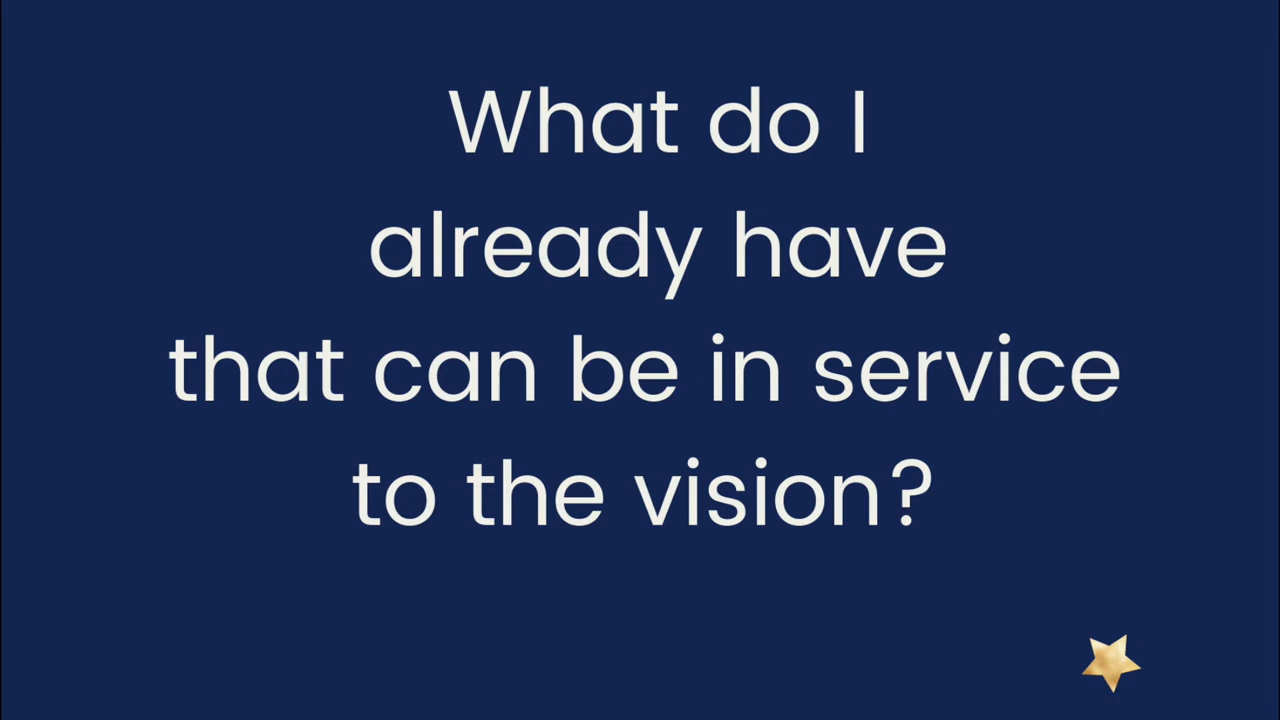 What do I
already have
that can be in service
to the vision?